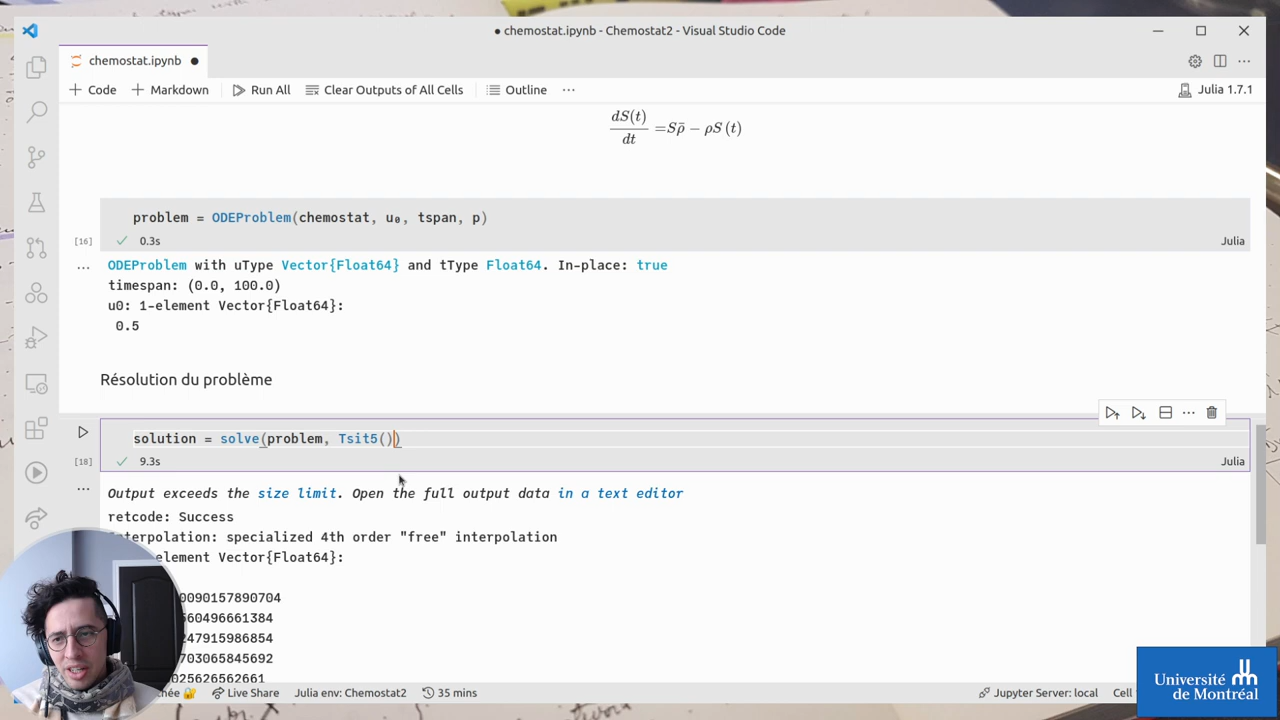 ● chemostat.ipynb - Chemostat2 - Visual Studio Code
chemostat.ipynb ●
+ Code + Markdown Run All Clear Outputs of All Cells Outline ··· Julia 1.7.1
dS(t)/dt =Sρ̄ − ρS (t)
problem = ODEProblem(chemostat, u₀, tspan, p)
[16] ✓ 0.3s Julia
ODEProblem with uType Vector{Float64} and tType Float64. In-place: true
timespan: (0.0, 100.0)
u0: 1-element Vector{Float64}:
0.5
Résolution du problème
solution = solve(problem, Tsit5())
[18] ✓ 9.3s Julia
Output exceeds the size limit. Open the full output data in a text editor
retcode: Success
interpolation: specialized 4th order "free" interpolation
element Vector{Float64}:
0090157890704
560496661384
247915986854
703065845692
025626562661
Live Share Julia env: Chemostat2 35 mins Jupyter Server: local Cell
Université
de Montréal